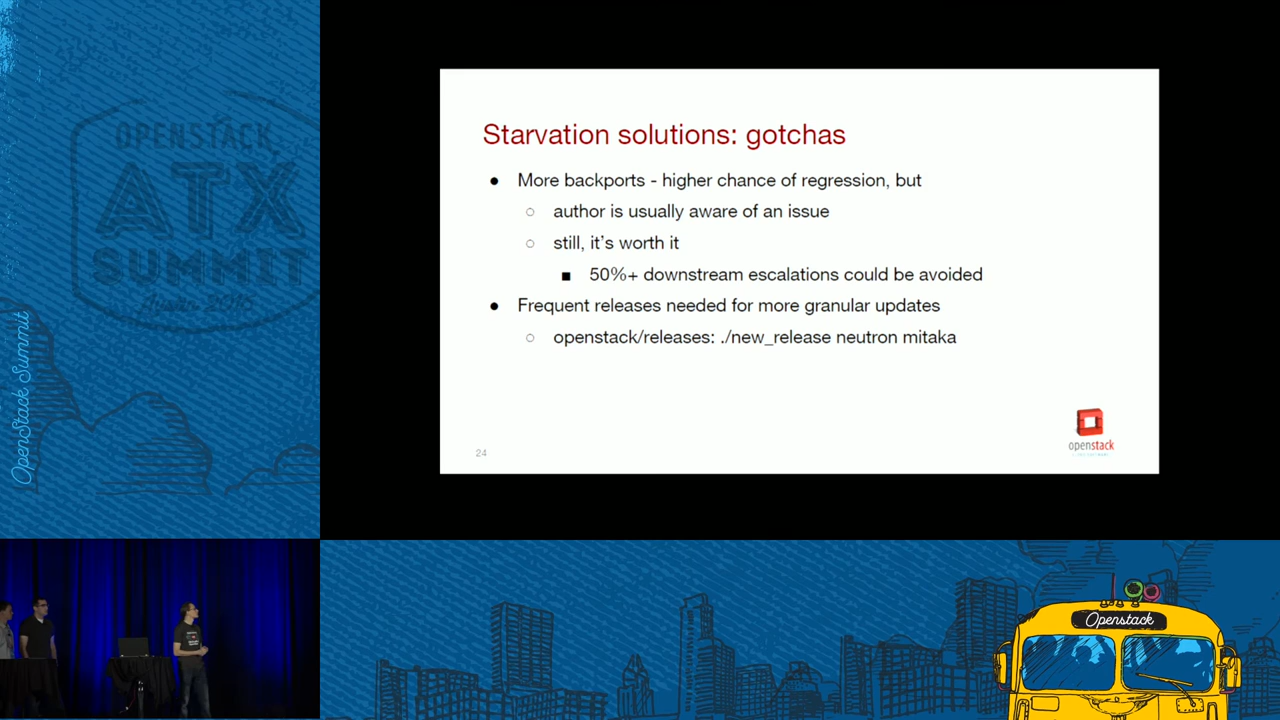 OPENSTACK
ATX
SUMMIT
Austin 2016
OpenStack Summit
Starvation solutions: gotchas
● More backports - higher chance of regression, but
○ author is usually aware of an issue
○ still, it's worth it
■ 50%+ downstream escalations could be avoided
● Frequent releases needed for more granular updates
○ openstack/releases: ./new_release neutron mitaka
openstack
24
Openstack